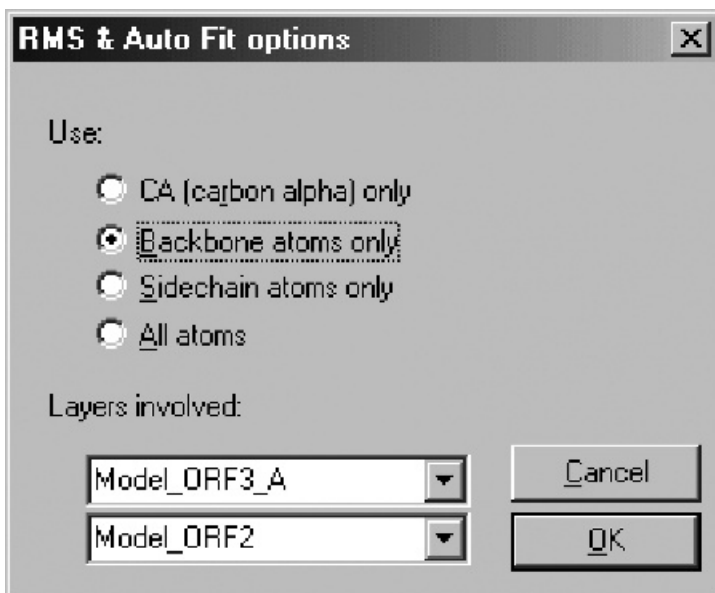 RMS & Auto Fit options
Use:
CA (carbon alpha) only
Backbone atoms only
Sidechain atoms only
All atoms
Layers involved:
Model_ORF3_A
Cancel
Model_ORF2
OK